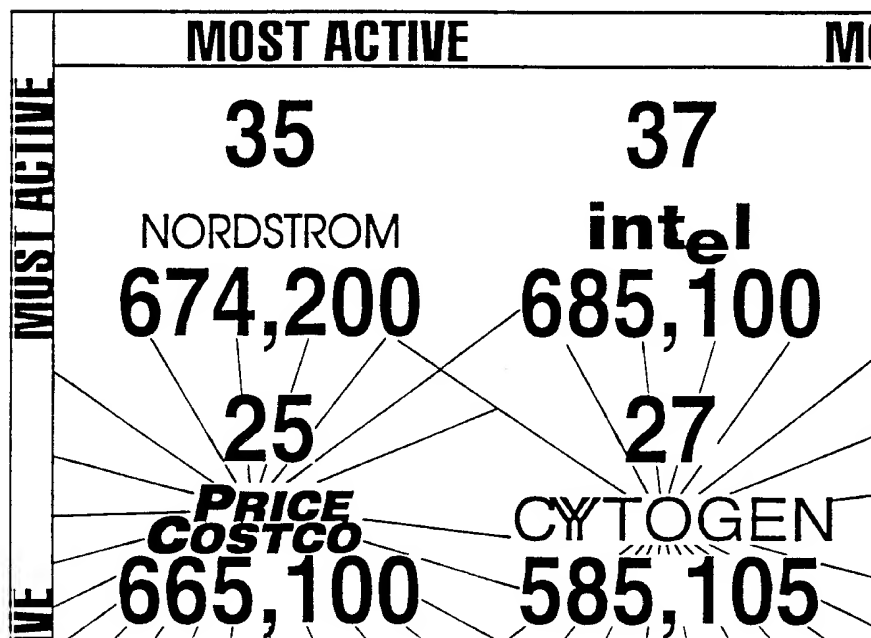 MOST ACTIVE
MOST ACTIVE
35
37
NORDSTROM
intel
674,200
685,100
25
27
PRICE
COSTCO
CYTOGEN
665,100
585,105